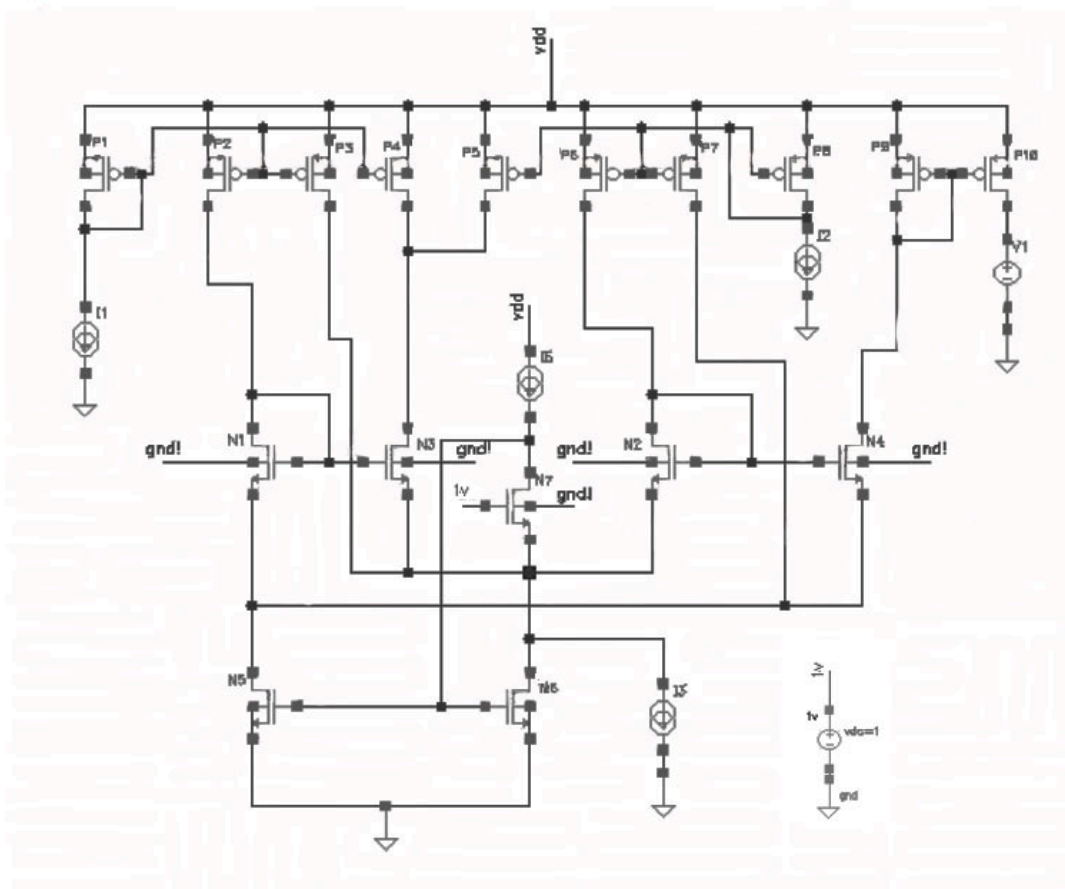 vdd
P1
P2
P3
P4
P5
P6
P7
P8
P9
P10
I2
V1
vdd
I1
N1
gnd!
N3
gnd!
gnd!
N2
N4
gnd!
N7
1v
gnd!
N5
N6
1v
1v
vdc=1
gnd